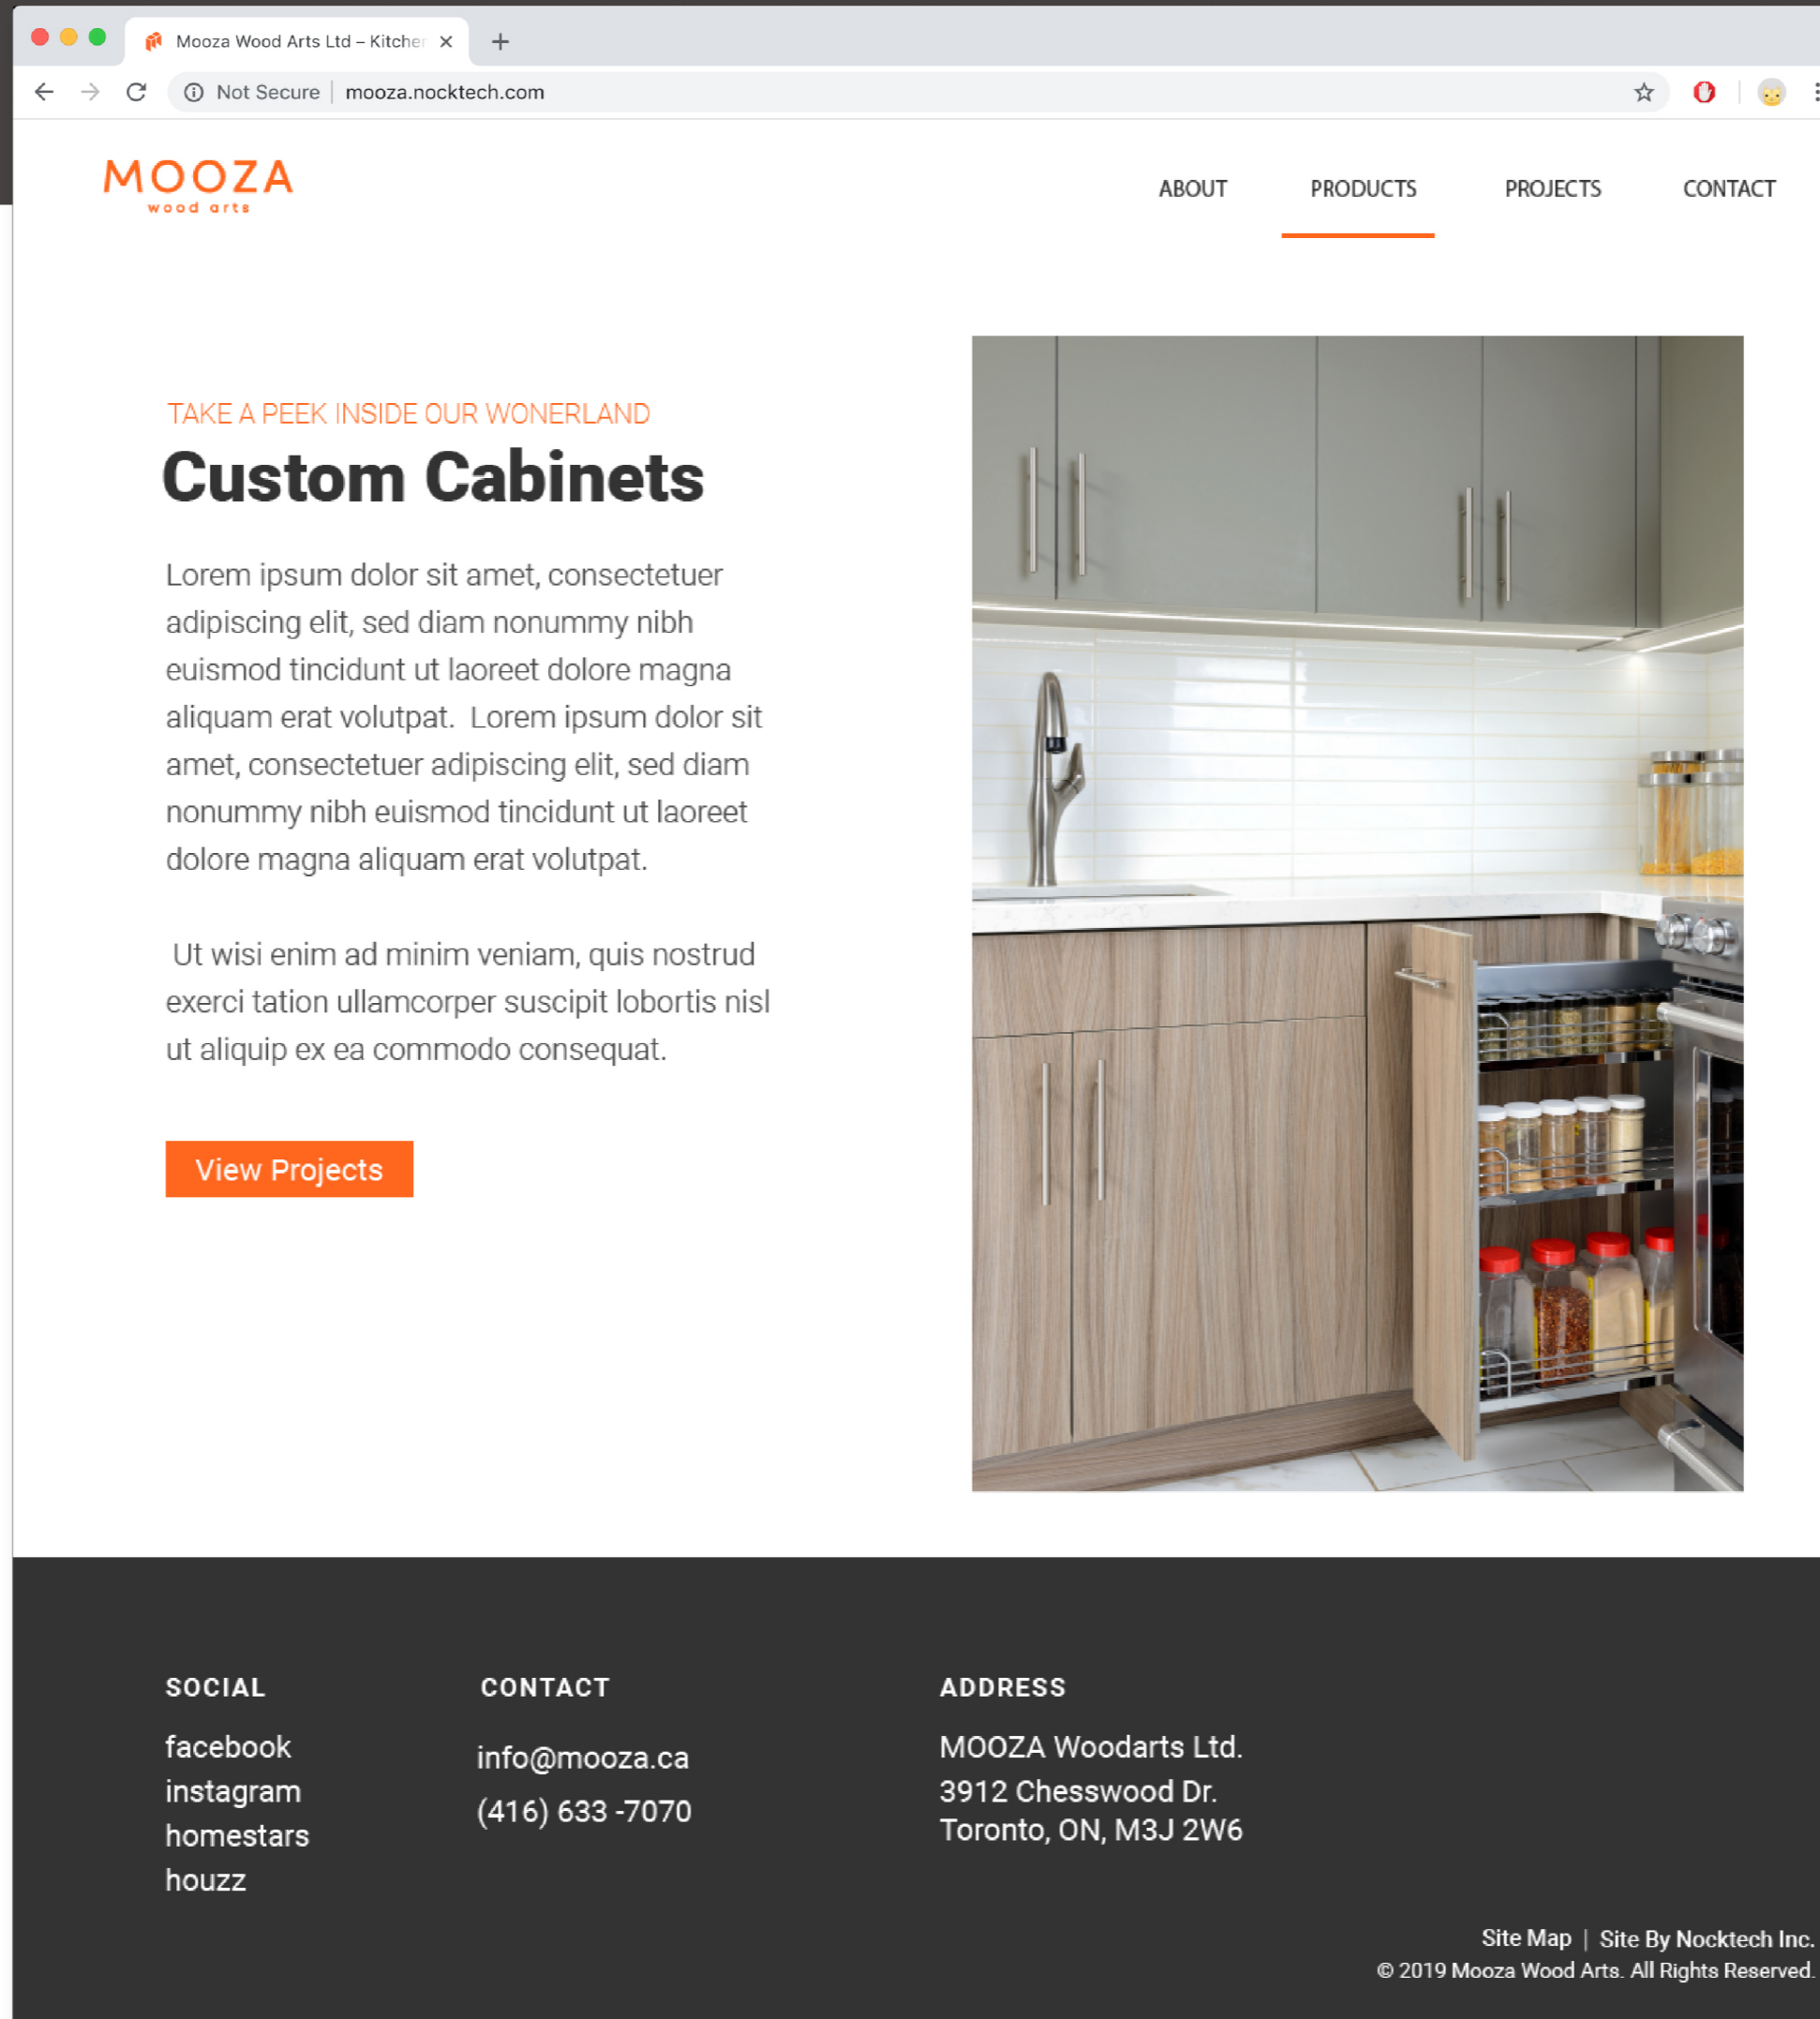 Mooza Wood Arts Ltd – Kitchen
Not Secure | mooza.nocktech.com
MOOZA
wood arts
ABOUT PRODUCTS PROJECTS CONTACT
TAKE A PEEK INSIDE OUR WONERLAND
Custom Cabinets
Lorem ipsum dolor sit amet, consectetuer
adipiscing elit, sed diam nonummy nibh
euismod tincidunt ut laoreet dolore magna
aliquam erat volutpat. Lorem ipsum dolor sit
amet, consectetuer adipiscing elit, sed diam
nonummy nibh euismod tincidunt ut laoreet
dolore magna aliquam erat volutpat.
Ut wisi enim ad minim veniam, quis nostrud
exerci tation ullamcorper suscipit lobortis nisl
ut aliquip ex ea commodo consequat.
View Projects
SOCIAL
facebook
instagram
homestars
houzz
CONTACT
info@mooza.ca
(416) 633 -7070
ADDRESS
MOOZA Woodarts Ltd.
3912 Chesswood Dr.
Toronto, ON, M3J 2W6
Site Map | Site By Nocktech Inc.
© 2019 Mooza Wood Arts. All Rights Reserved.